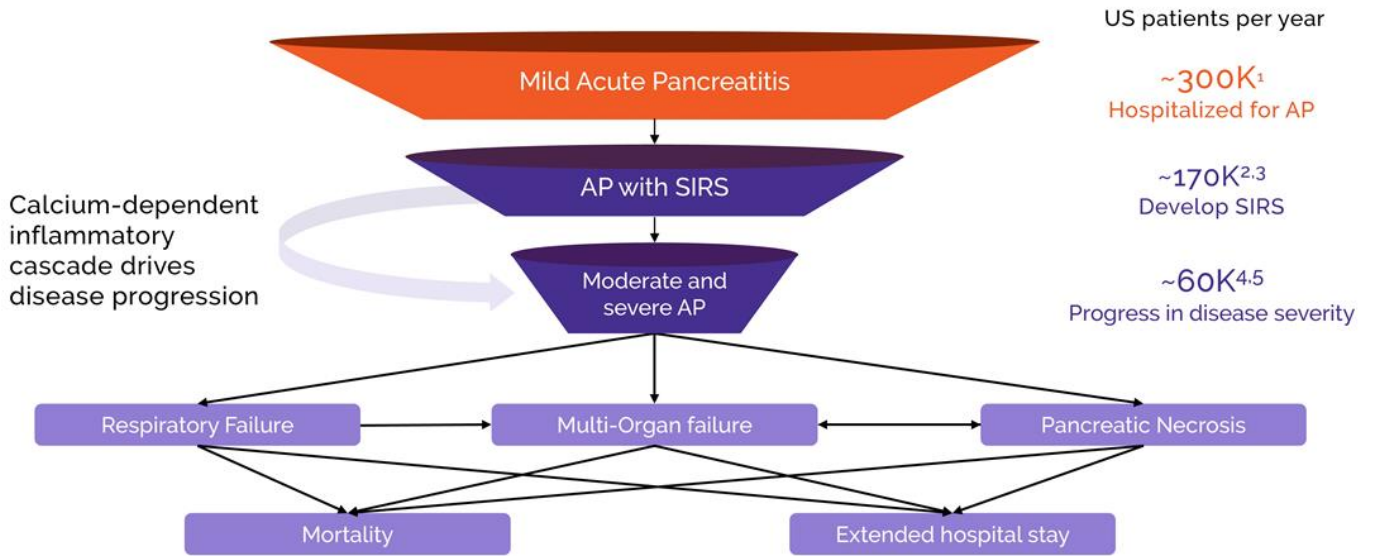 US patients per year
Mild Acute Pancreatitis
~300K¹
Hospitalized for AP
AP with SIRS
~170K²,³
Develop SIRS
Calcium-dependent
inflammatory
cascade drives
disease progression
Moderate and
severe AP
~60K⁴,⁵
Progress in disease severity
Respiratory Failure
Multi-Organ failure
Pancreatic Necrosis
Mortality
Extended hospital stay